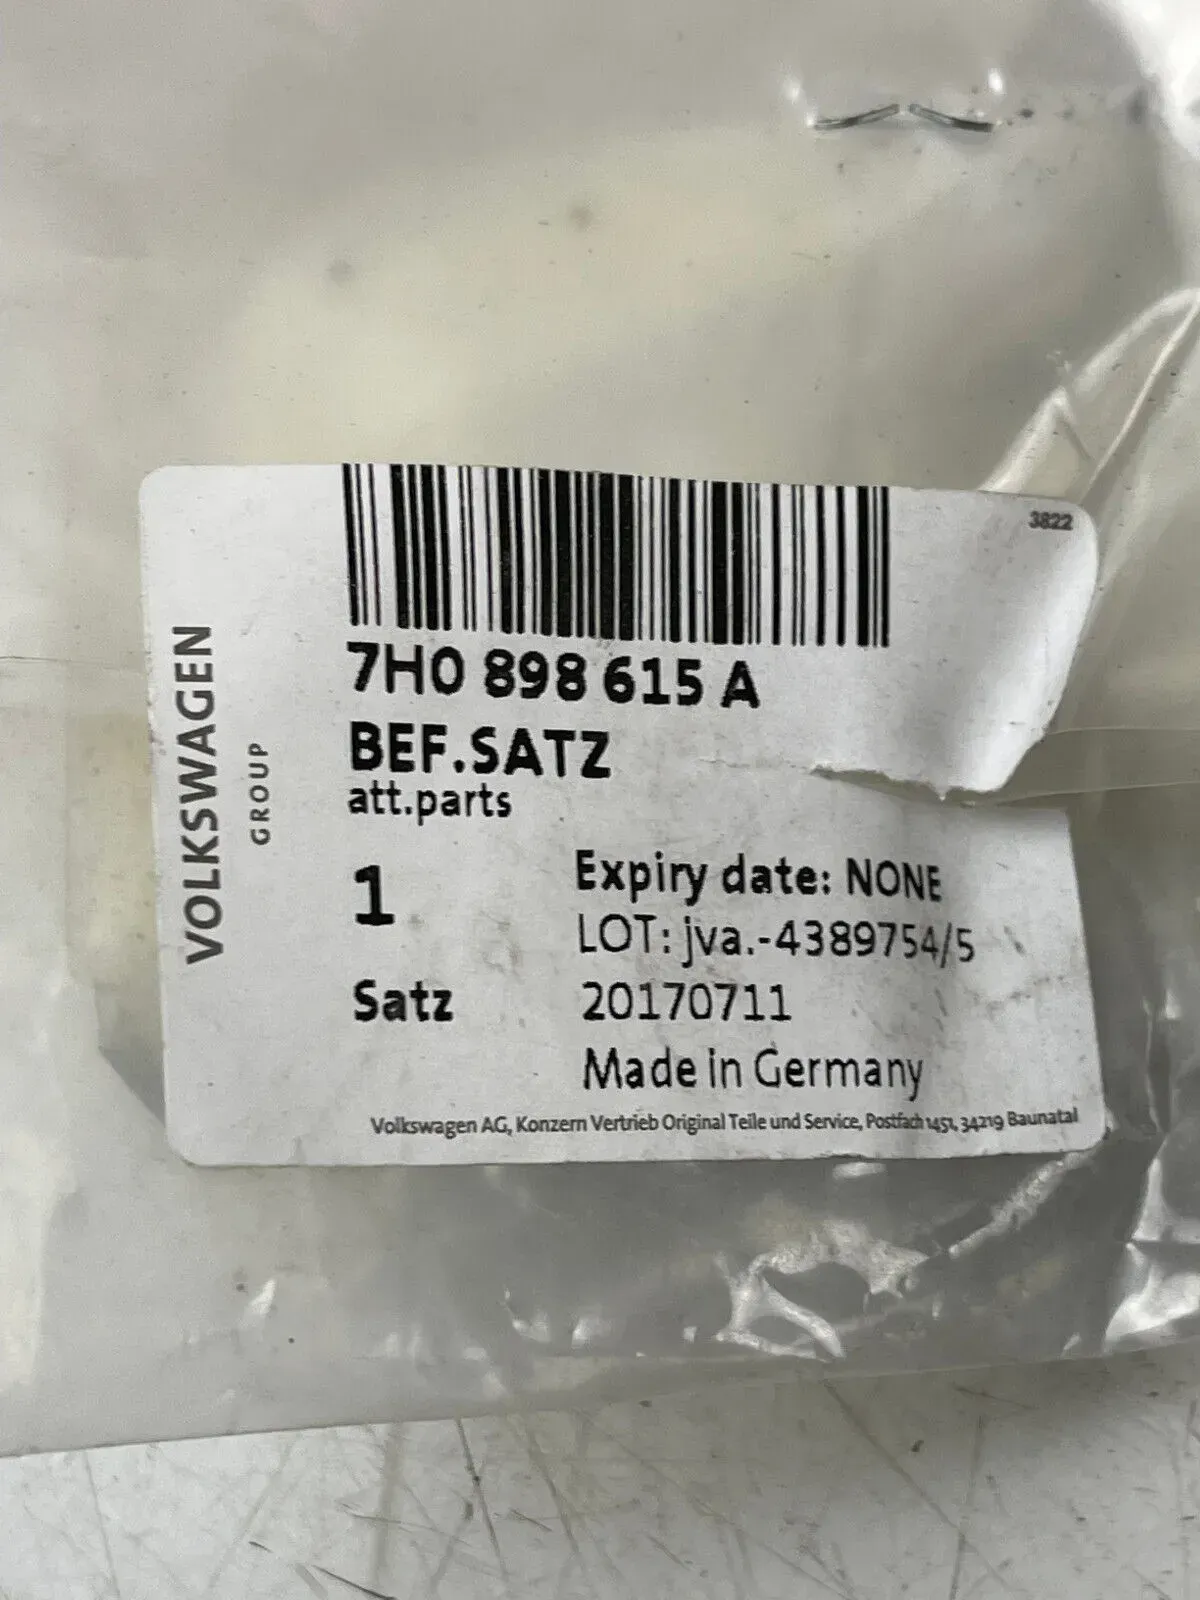 3822
VOLKSWAGEN
GROUP
7H0 898 615 A
BEF.SATZ
att.parts
1
Expiry date: NONE
LOT: jva.-4389754/5
Satz
20170711
Made in Germany
Volkswagen AG, Konzern Vertrieb Original Teile und Service, Postfach 1451, 34219 Baunatal